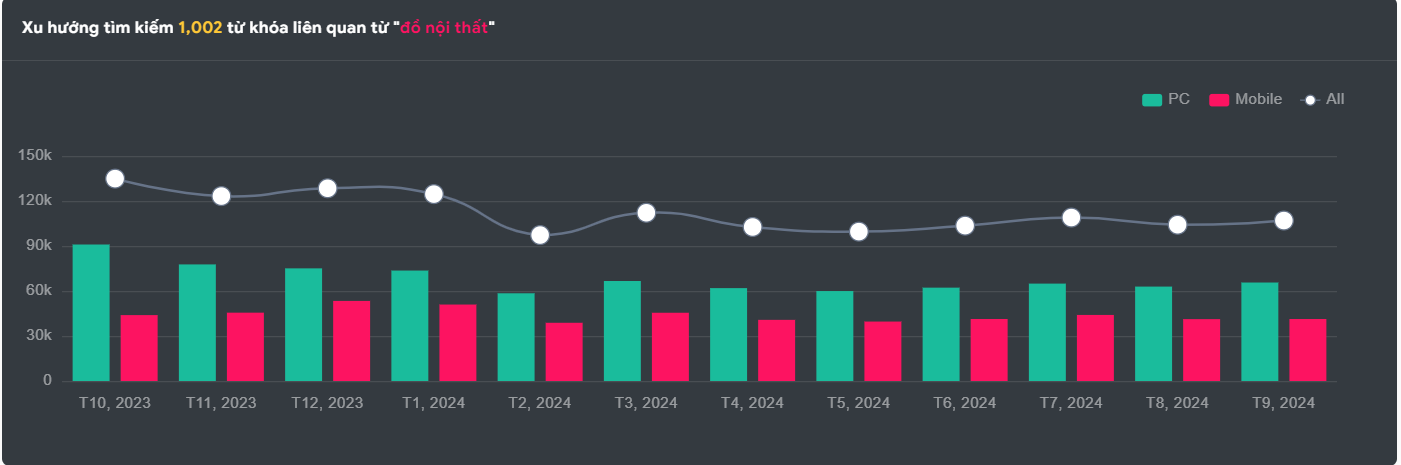 Xu hướng tìm kiếm 1,002 từ khóa liên quan từ "đồ nội thất"
PC Mobile All
150k
120k
90k
60k
30k
0
T10, 2023 T11, 2023 T12, 2023 T1, 2024 T2, 2024 T3, 2024 T4, 2024 T5, 2024 T6, 2024 T7, 2024 T8, 2024 T9, 2024